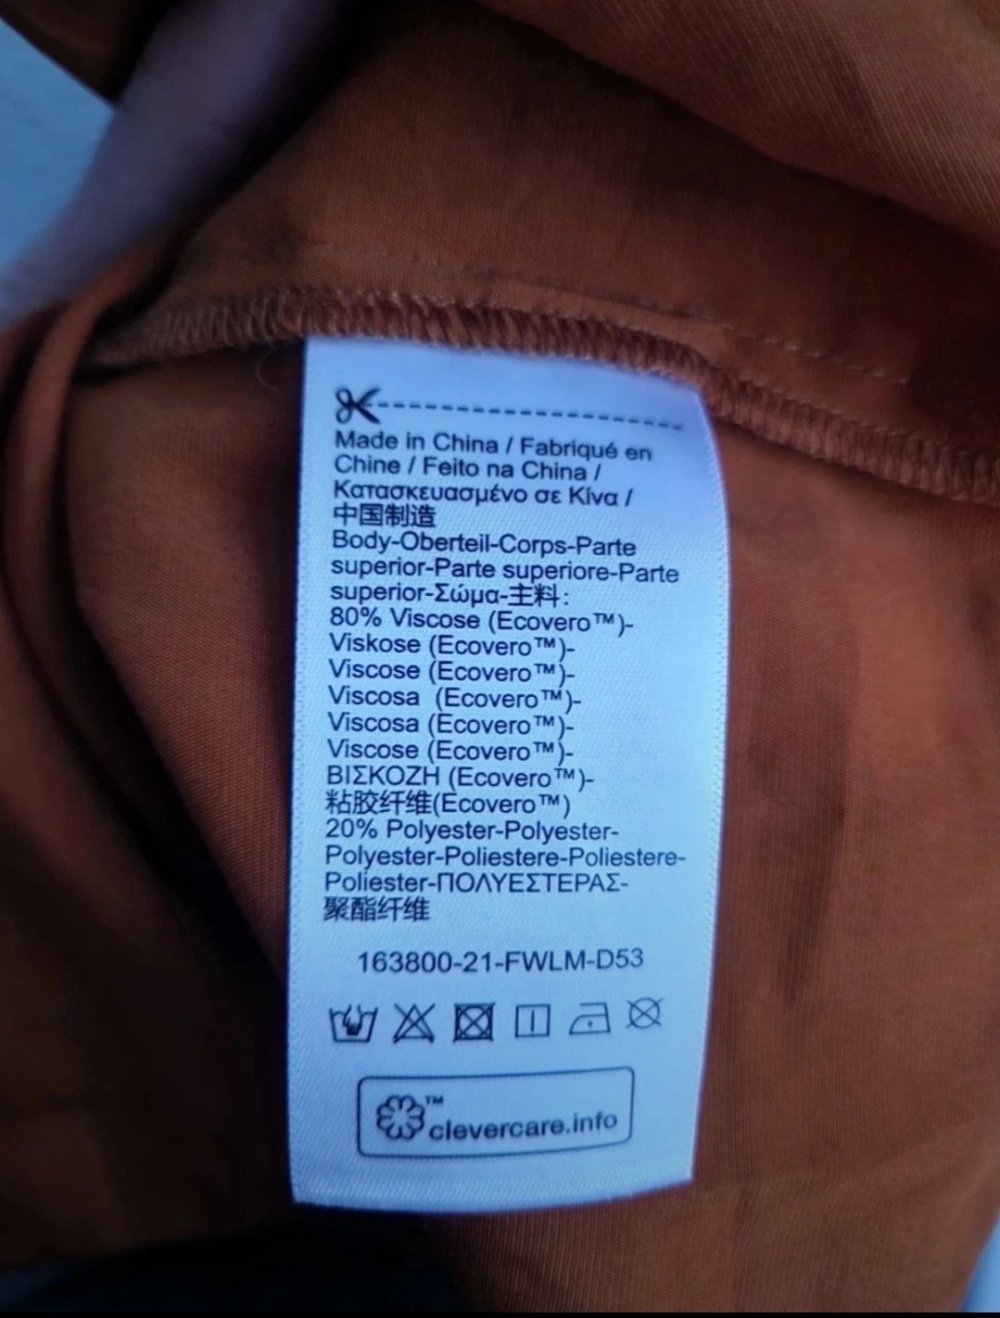 Made in China / Fabriqué en
Chine / Feito na China /
Κατασκευασμένο σε Κίνα /
中国制造
Body-Oberteil-Corps-Parte
superior-Parte superiore-Parte
superior-Σώμα-主料:
80% Viscose (Ecovero™)-
Viskose (Ecovero™)-
Viscose (Ecovero™)-
Viscosa (Ecovero™)-
Viscosa (Ecovero™)-
Viscose (Ecovero™)-
ΒΙΣΚΟΖΗ (Ecovero™)-
粘胶纤维(Ecovero™)
20% Polyester-Polyester-
Polyester-Poliestere-Poliestere-
Poliester-ΠΟΛΥΕΣΤΕΡΑΣ-
聚酯纤维
163800-21-FWLM-D53
™clevercare.info